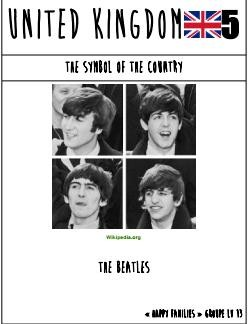 UNITED KINGDOM 5
THE SYMBOL OF THE COUNTRY
Wikipedia.org
THE BEATLES
« HAPPY FAMILIES » GROUPE LV 13